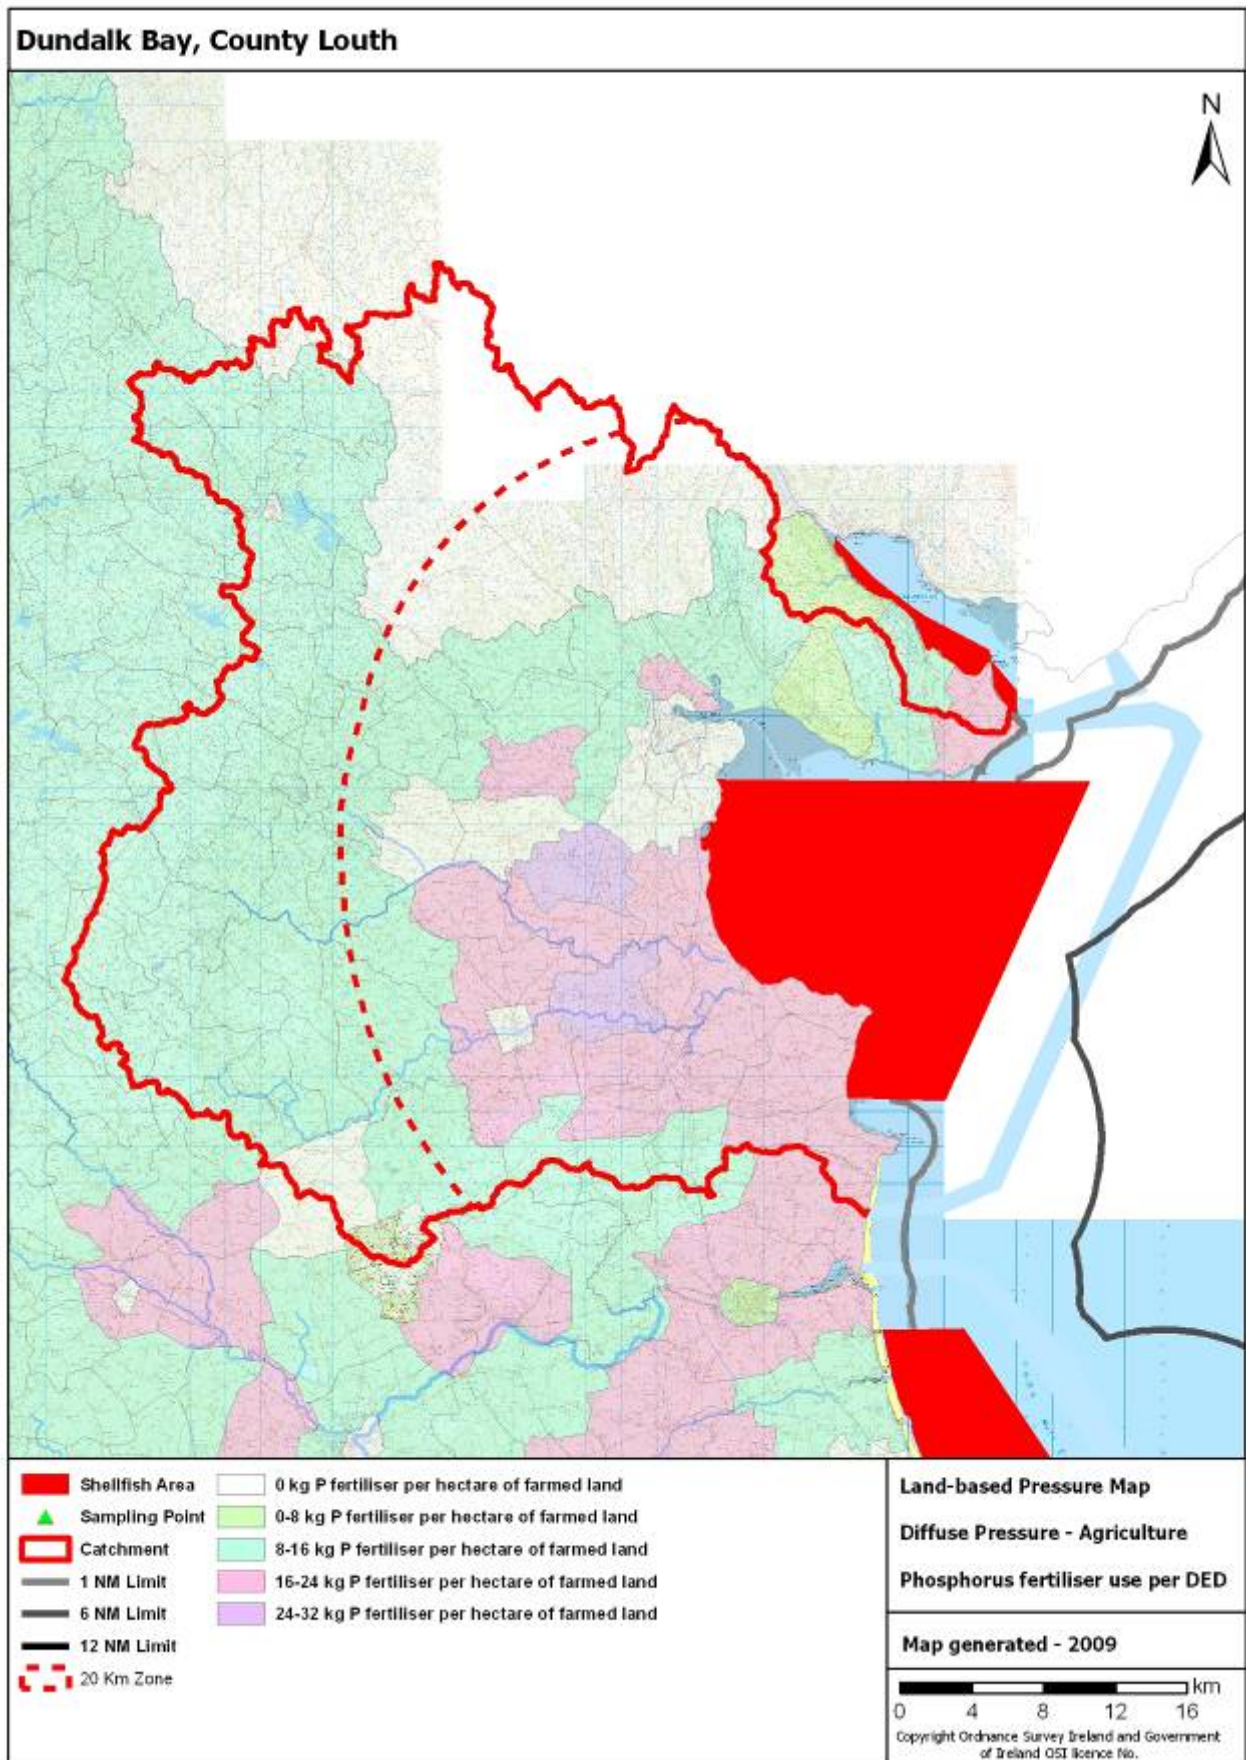 Dundalk Bay, County Louth
N
Shellfish Area
Sampling Point
Catchment
1 NM Limit
6 NM Limit
12 NM Limit
20 Km Zone
0 kg P fertiliser per hectare of farmed land
0-8 kg P fertiliser per hectare of farmed land
8-16 kg P fertiliser per hectare of farmed land
16-24 kg P fertiliser per hectare of farmed land
24-32 kg P fertiliser per hectare of farmed land
Land-based Pressure Map
Diffuse Pressure - Agriculture
Phosphorus fertiliser use per DED
Map generated - 2009
km
0 4 8 12 16
Copyright Ordnance Survey Ireland and Government
of Ireland OSI licence No.